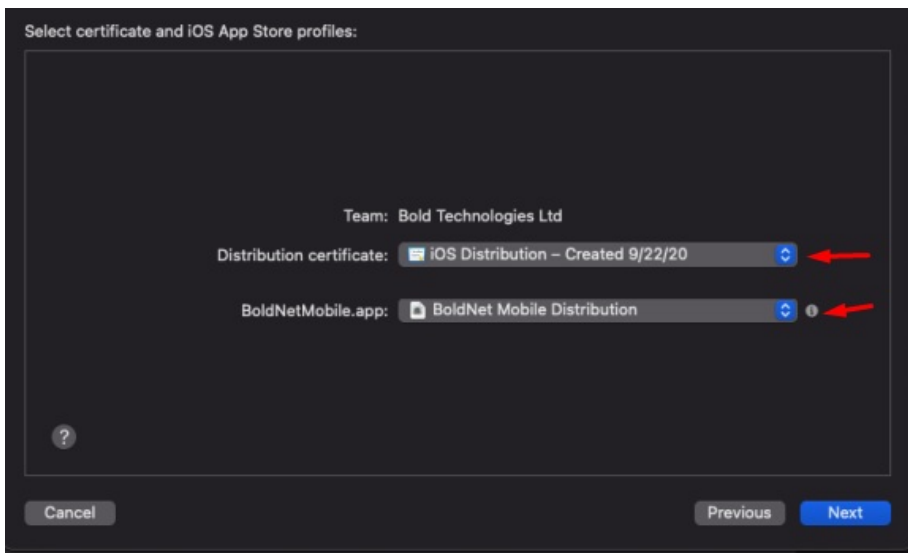 Select certificate and iOS App Store profiles:
Team: Bold Technologies Ltd
Distribution certificate: iOS Distribution – Created 9/22/20
BoldNetMobile.app: BoldNet Mobile Distribution
?
Cancel Previous Next